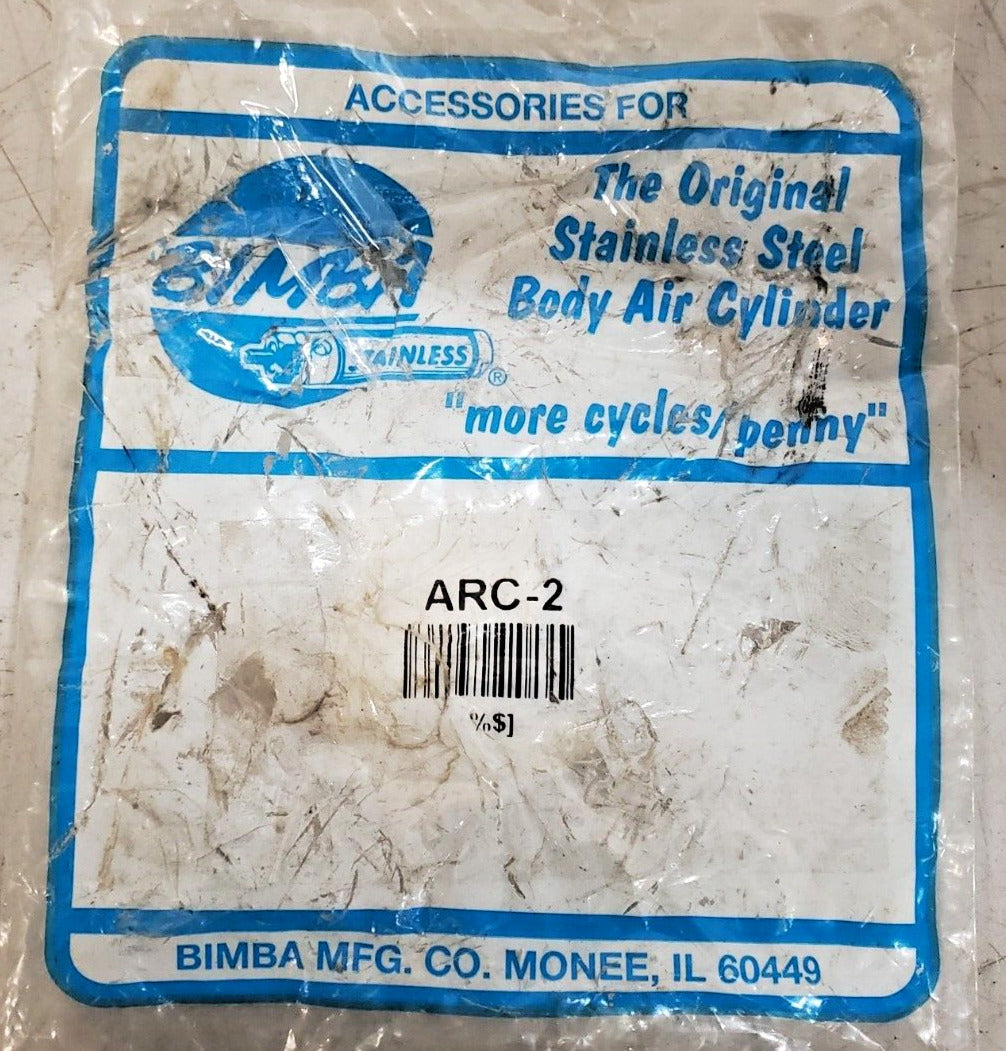 ACCESSORIES FOR
BIMBA
STAINLESS
®
The Original
Stainless Steel
Body Air Cylinder
"more cycles/penny"
ARC-2
%$]
BIMBA MFG. CO. MONEE, IL 60449